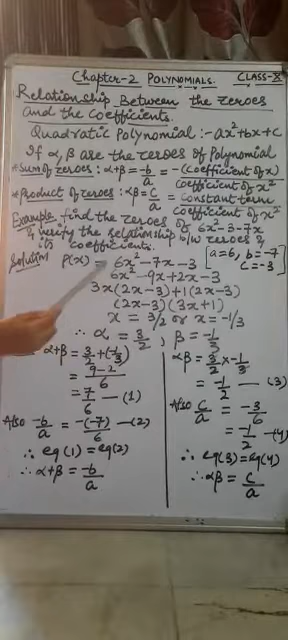 Chapter-2 POLYNOMIALS. CLASS-X
Relationship Between the zeroes
and the Coefficients.
Quadratic Polynomial :- ax²+bx+c
If α, β are the zeroes of Polynomial
*Sum of zeroes: α+β = -b/a = -(Coefficient of x)/Coefficient of x²
*Product of zeroes: αβ = c/a = Constant term/Coefficient of x²
Example find the zeroes of 6x²-3-7x
& verify the relationship b/w zeroes &
its coefficients. [a=6, b=-7
c=-3]
Solution P(x) = 6x²-7x-3
6x²-9x+2x-3
3x(2x-3)+1(2x-3)
(2x-3)(3x+1)
x = 3/2 or x = -1/3
∴ α = 3/2, β = -1/3
α+β = 3/2+(-1/3)
= 9-2/6
= 7/6 —(1)
Also -b/a = -(-7)/6 —(2)
∴ eq(1) = eq(2)
∴ α+β = -b/a
αβ = 3/2 × -1/3
= -1/2 —(3)
Also c/a = -3/6
= -1/2 —(4)
∴ eq(3) = eq(4)
∴ αβ = c/a